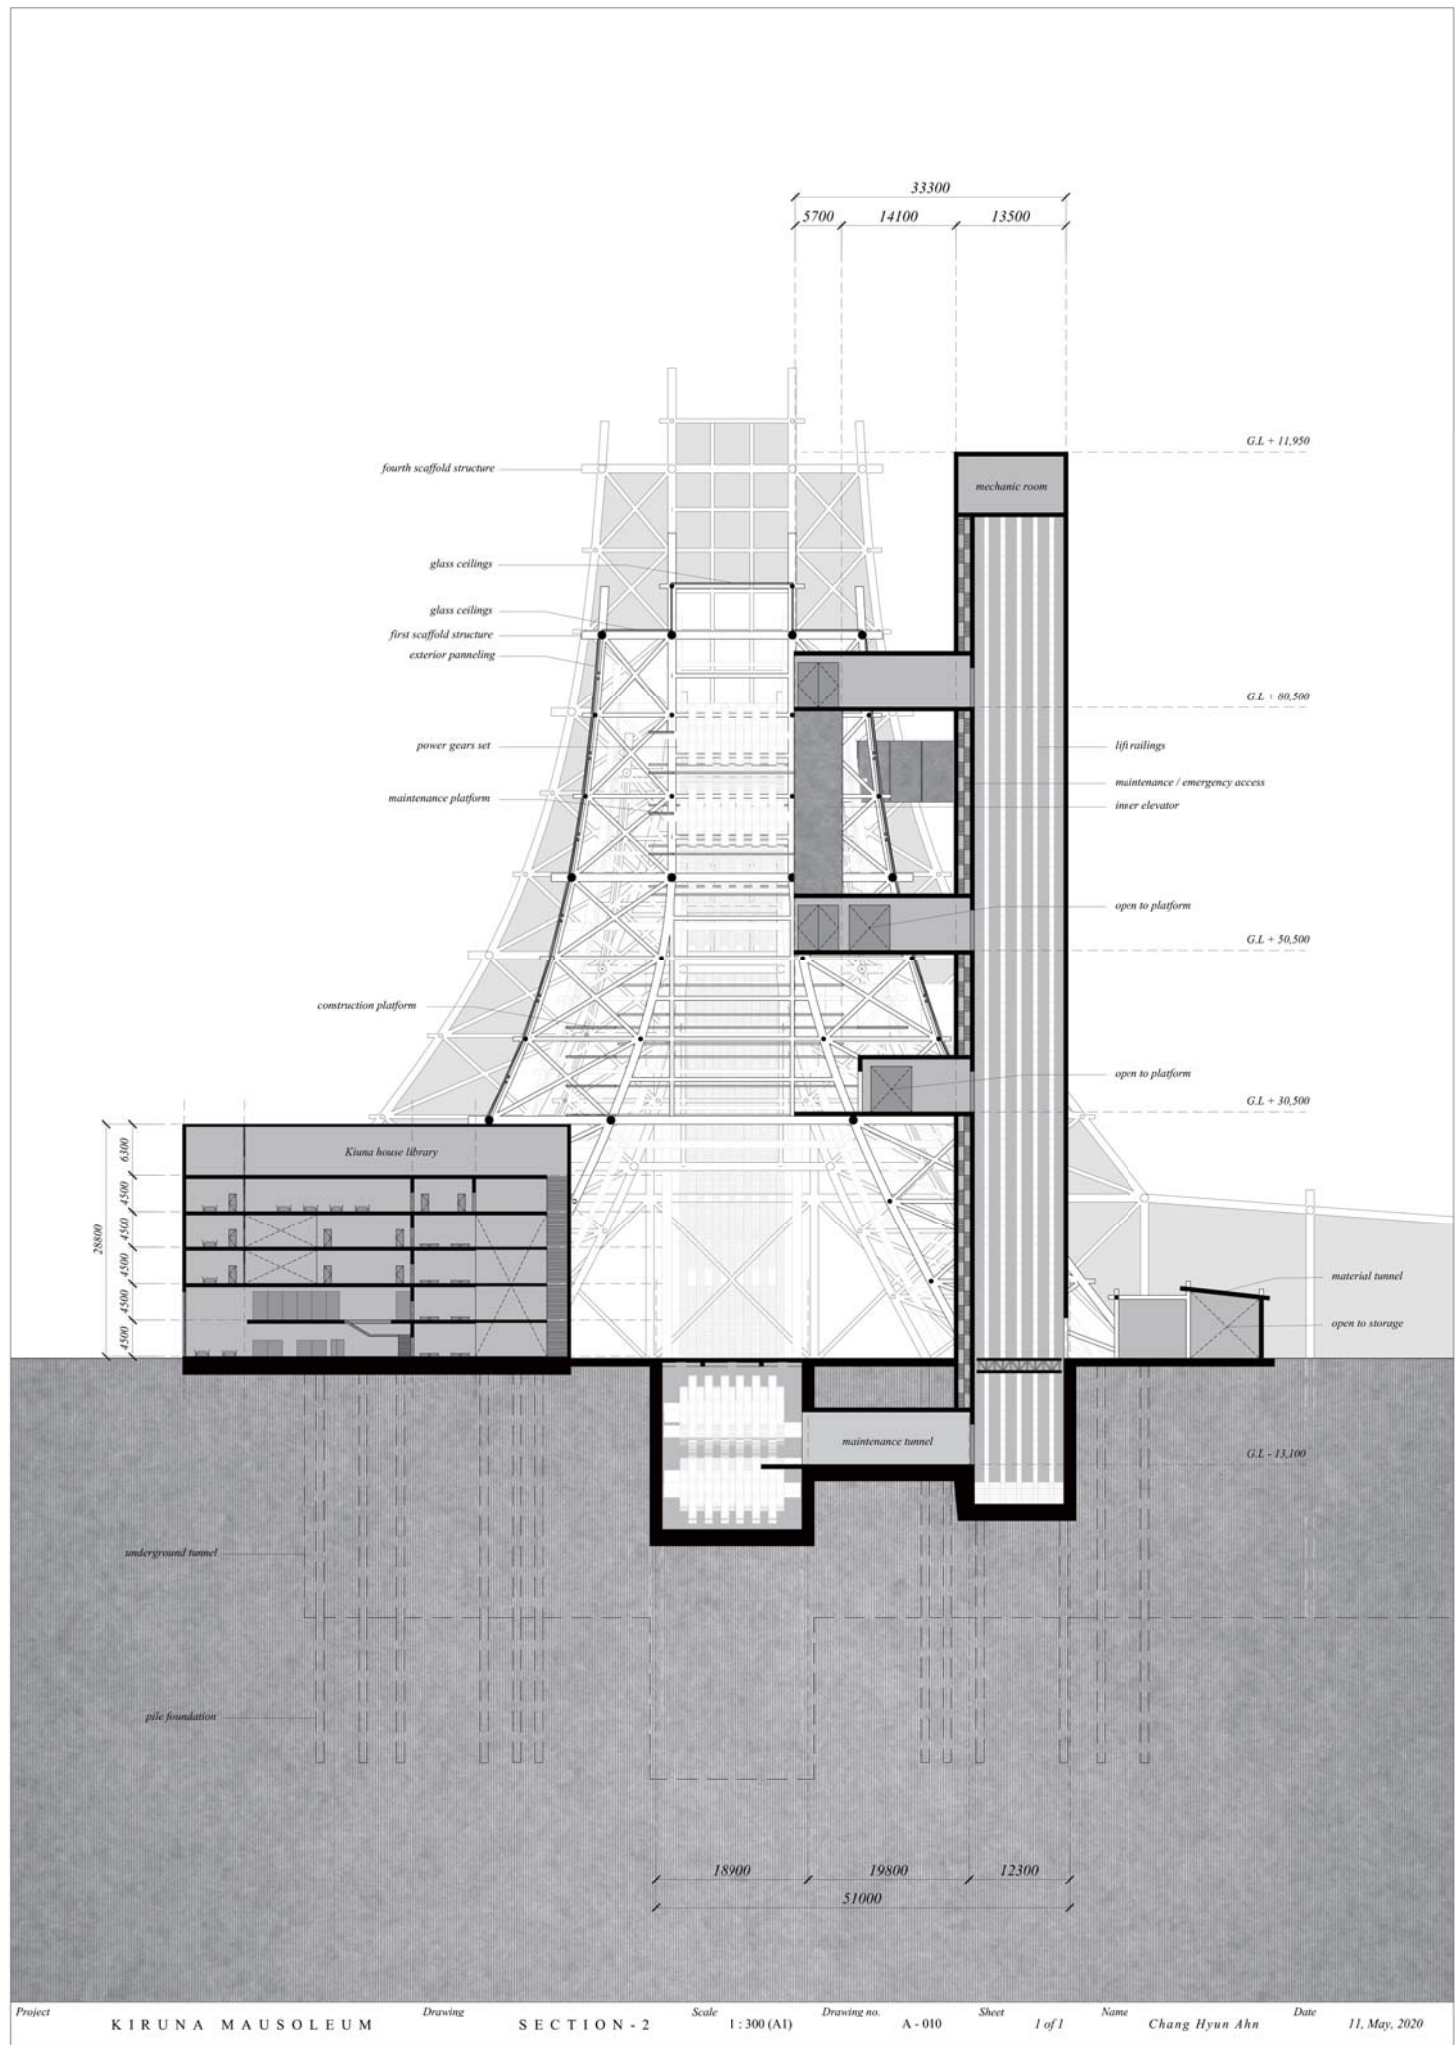 33300
5700 14100 13500
G.L + 11,950
fourth scaffold structure
mechanic room
glass ceilings
glass ceilings
first scaffold structure
exterior panneling
G.L + 80,500
power gears set
lift railings
maintenance / emergency access
maintenance platform
inner elevator
open to platform
G.L + 50,500
construction platform
open to platform
G.L + 30,500
Kiuna house library
6300
4500
4500
4500
4500
4500
28800
material tunnel
open to storage
maintenance tunnel
G.L - 13,100
underground tunnel
pile foundation
18900 19800 12300
51000
Project Drawing Scale Drawing no. Sheet Name Date
KIRUNA MAUSOLEUM SECTION-2 1 : 300 (A1) A - 010 1 of 1 Chang Hyun Ahn 11, May, 2020